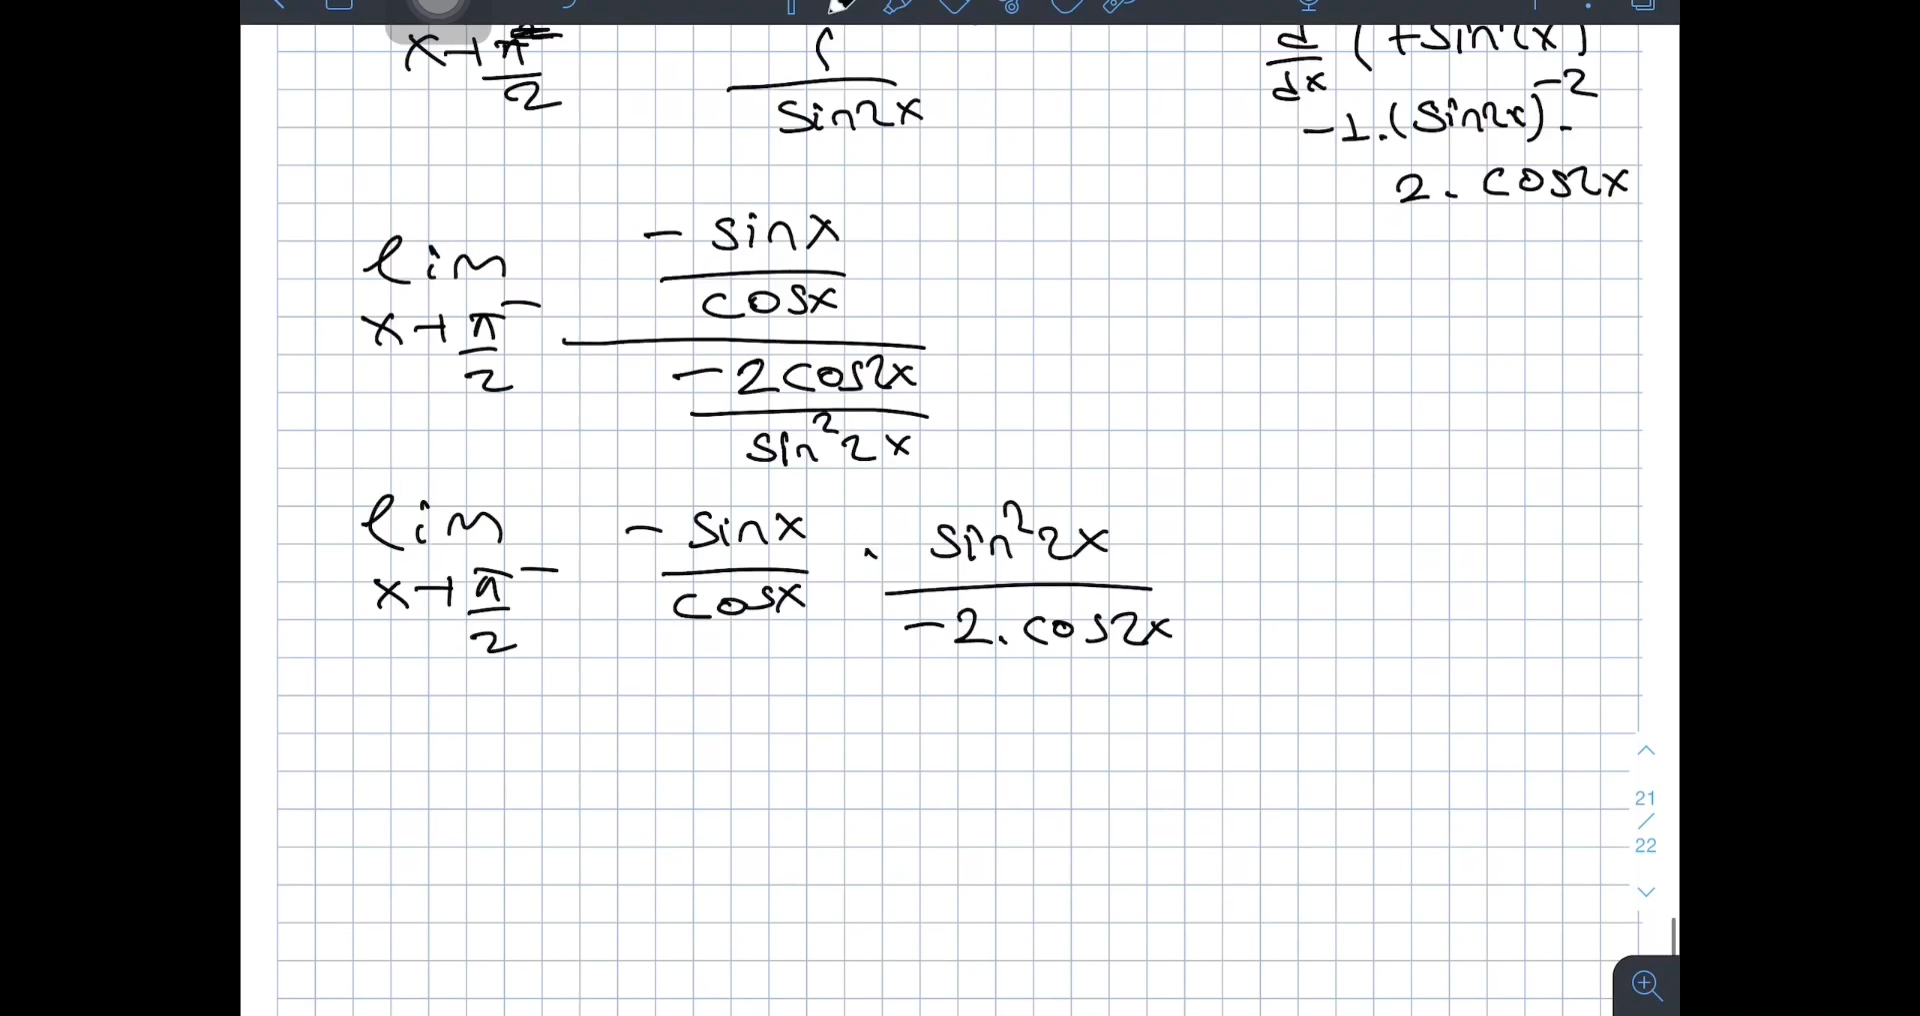 x→π/2
1/sin2x
d/dx (+sin2x)
-1.(sin2x)^-2.
2. cos2x
lim x→π/2^- (-sinx/cosx)/(-2cos2x/sin²2x)
lim x→π/2^- -sinx/cosx . sin²2x/-2.cos2x
21
/
22